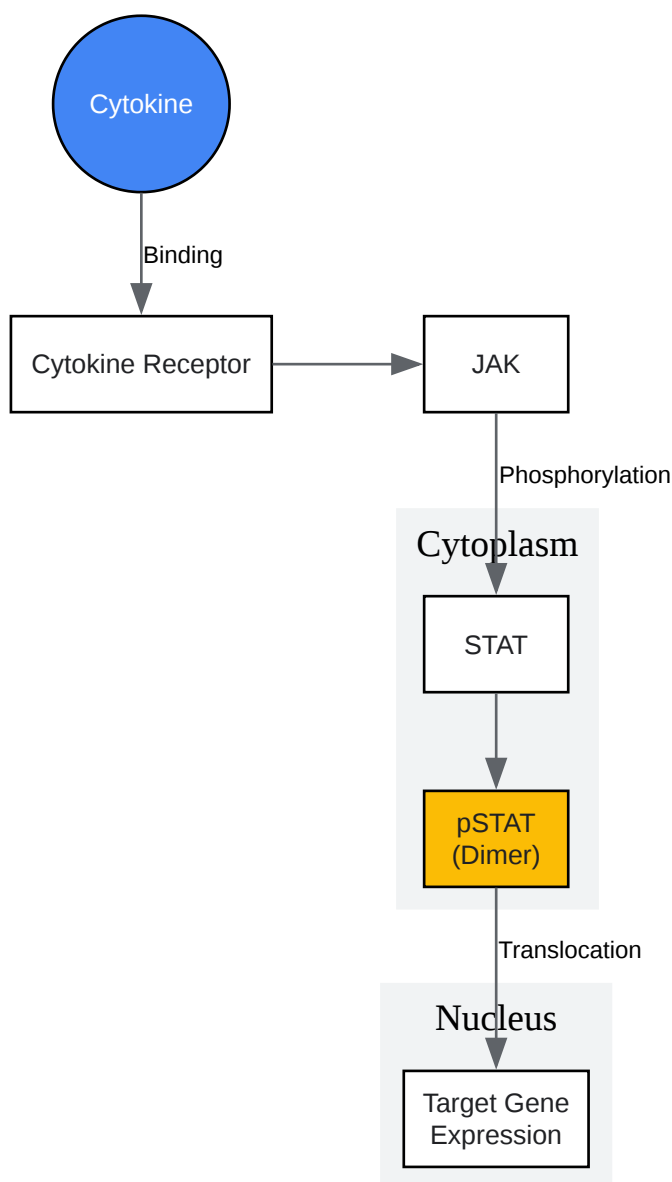 Cytokine
Binding
Cytokine Receptor
JAK
Phosphorylation
Cytoplasm
STAT
pSTAT
(Dimer)
Translocation
Nucleus
Target Gene
Expression